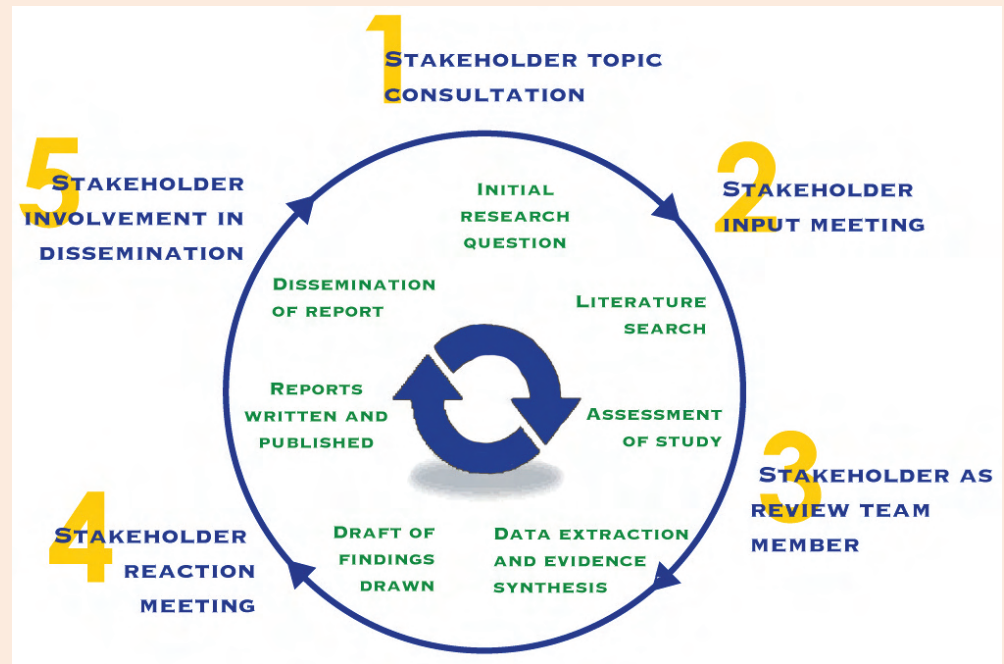 1
STAKEHOLDER TOPIC
CONSULTATION
2
STAKEHOLDER
INPUT MEETING
3
STAKEHOLDER AS
REVIEW TEAM
MEMBER
4
STAKEHOLDER
REACTION
MEETING
5
STAKEHOLDER
INVOLVEMENT IN
DISSEMINATION
INITIAL
RESEARCH
QUESTION
LITERATURE
SEARCH
ASSESSMENT
OF STUDY
DATA EXTRACTION
AND EVIDENCE
SYNTHESIS
DRAFT OF
FINDINGS
DRAWN
REPORTS
WRITTEN AND
PUBLISHED
DISSEMINATION
OF REPORT